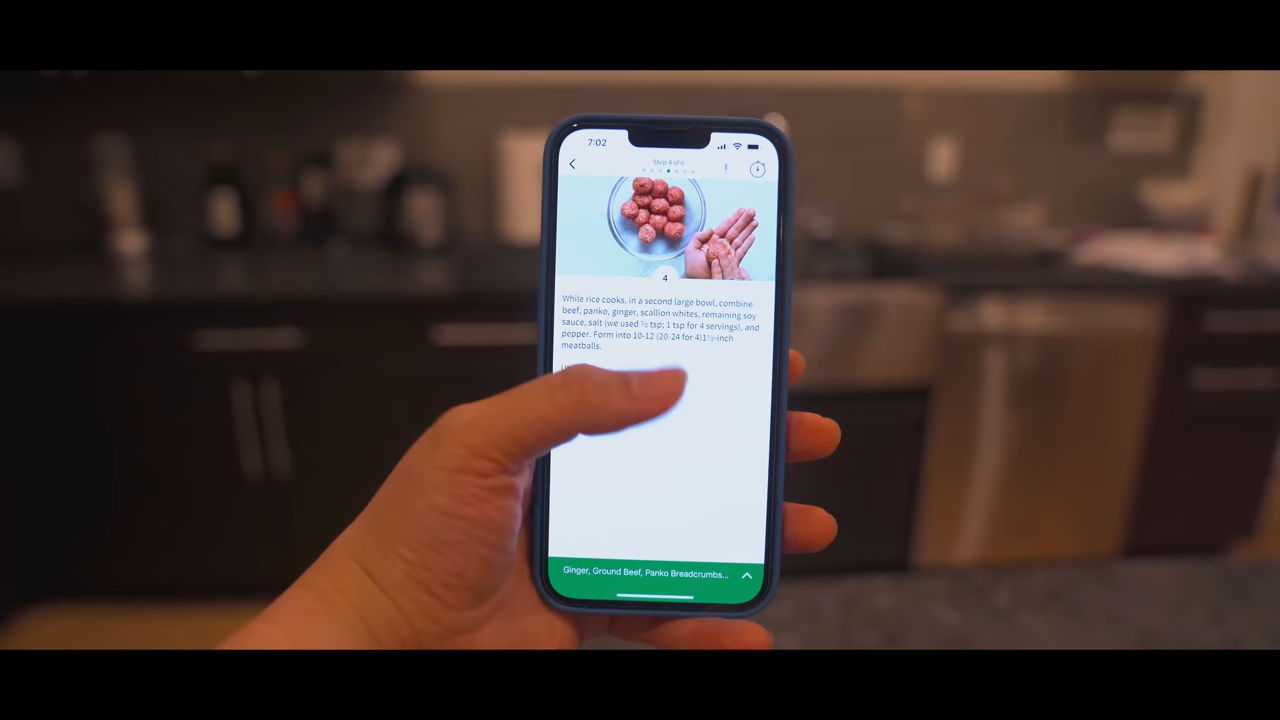 7:02
Step 4 of 6
4
While rice cooks, in a second large bowl, combine
beef, panko, ginger, scallion whites, remaining soy
sauce, salt (we used ½ tsp; 1 tsp for 4 servings), and
pepper. Form into 10-12 (20-24 for 4)1½-inch
meatballs.
Ginger, Ground Beef, Panko Breadcrumbs...